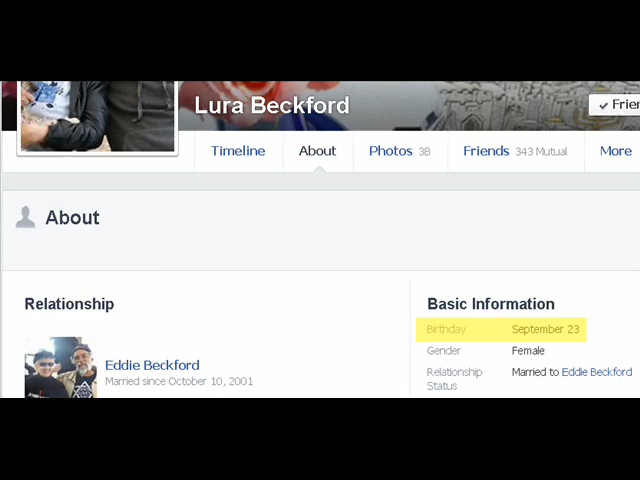 Lura Beckford
Timeline
About
Photos 38
Friends 343 Mutual
More
About
Relationship
Eddie Beckford
Married since October 10, 2001
Basic Information
Birthday September 23
Gender Female
Relationship Status Married to Eddie Beckford